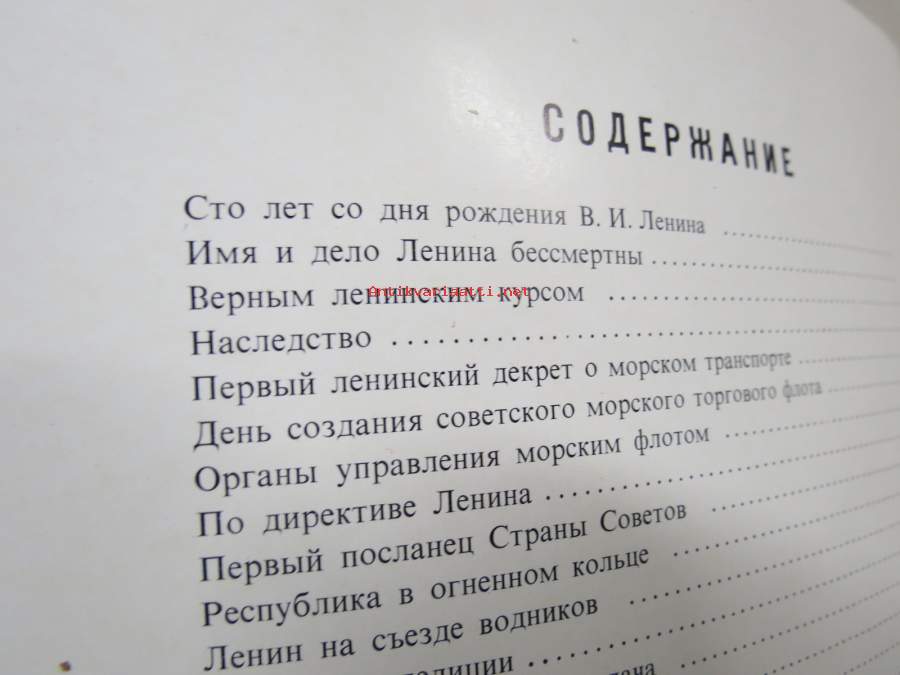 СОДЕРЖАНИЕ
Сто лет со дня рождения В. И. Ленина
Имя и дело Ленина бессмертны
Верным ленинским курсом
Antikvariaatti.net
Наследство
Первый ленинский декрет о морском транспорте
День создания советского морского торгового флота
Органы управления морским флотом
По директиве Ленина
Первый посланец Страны Советов
Республика в огненном кольце
Ленин на съезде водников